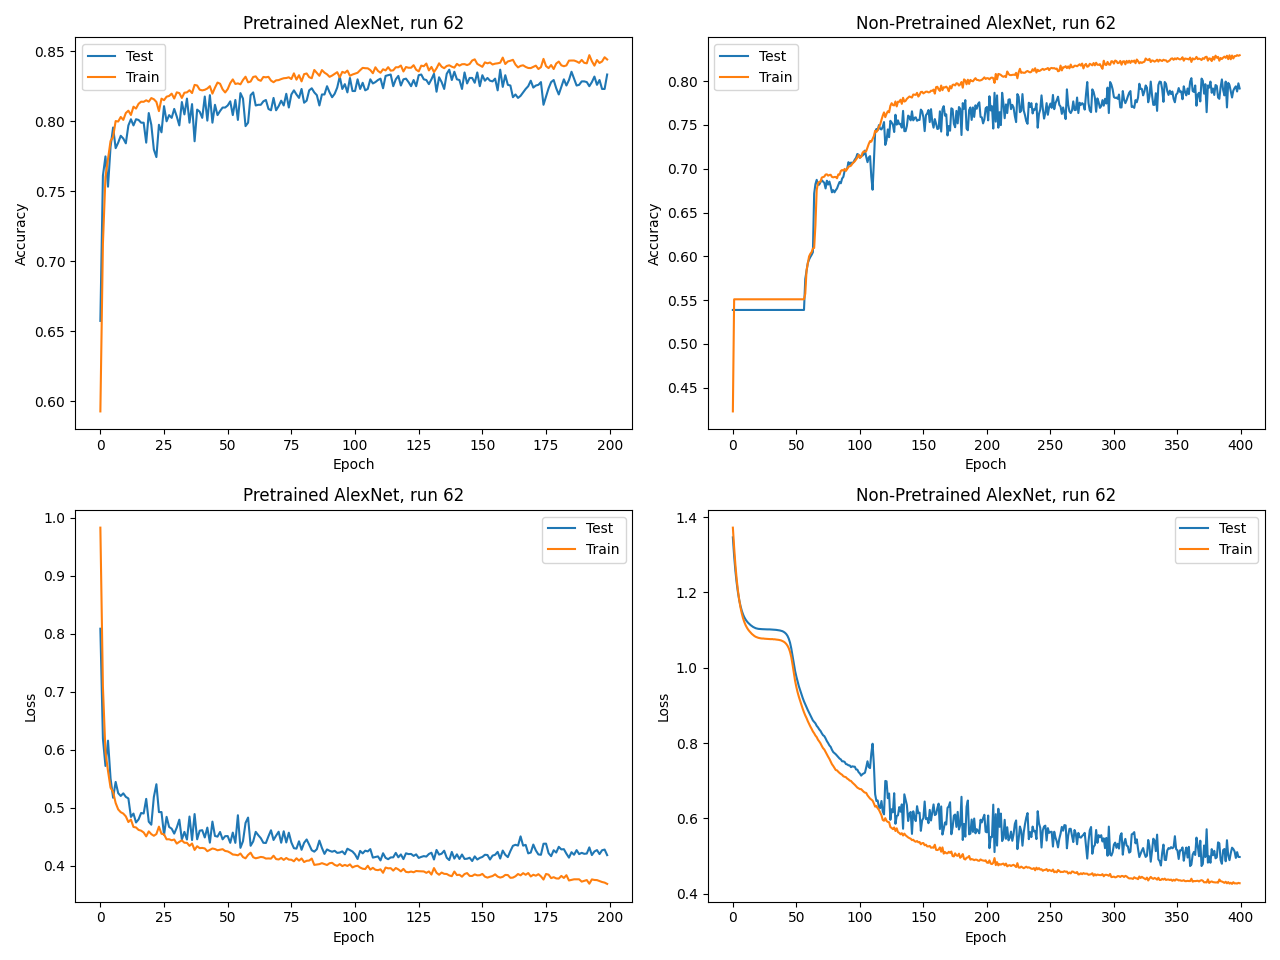 Pretrained AlexNet, run 62
Test
Train
Accuracy
0.85
0.80
0.75
0.70
0.65
0.60
0 25 50 75 100 125 150 175 200
Epoch
Non-Pretrained AlexNet, run 62
Test
Train
Accuracy
0.80
0.75
0.70
0.65
0.60
0.55
0.50
0.45
0 50 100 150 200 250 300 350 400
Epoch
Pretrained AlexNet, run 62
Test
Train
Loss
1.0
0.9
0.8
0.7
0.6
0.5
0.4
0 25 50 75 100 125 150 175 200
Epoch
Non-Pretrained AlexNet, run 62
Test
Train
Loss
1.4
1.2
1.0
0.8
0.6
0.4
0 50 100 150 200 250 300 350 400
Epoch